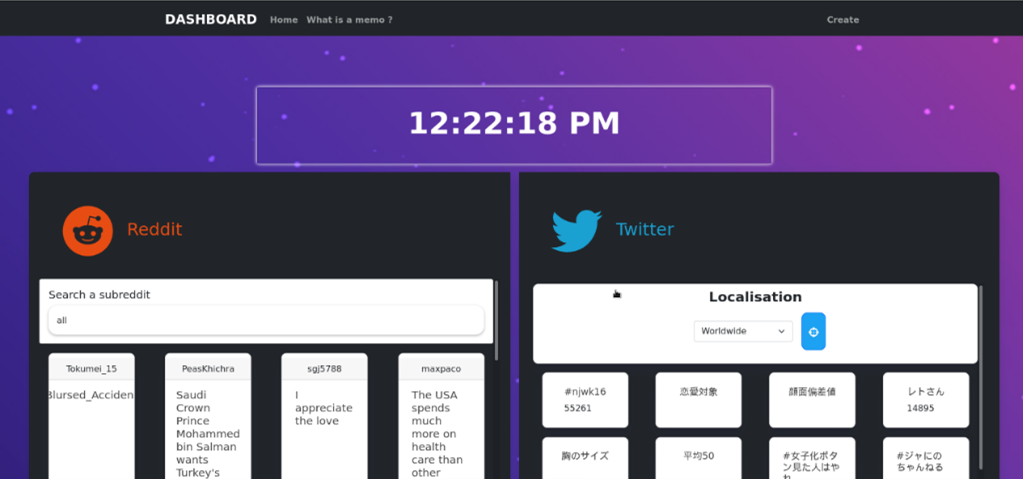 DASHBOARD Home What is a memo ? Create
12:22:18 PM
Reddit
Search a subreddit
all
Tokumei_15
Blursed_Acciden
PeasKhichra
Saudi
Crown
Prince
Mohammed
bin Salman
wants
Turkey's
sgj5788
I
appreciate
the love
maxpaco
The USA
spends
much
more on
health
care than
other
Twitter
Localisation
Worldwide
#njwk16
55261
恋愛対象
顔面偏差値
レトさん
14895
胸のサイズ
平均50
#女子化ボタ
ン見た人はや
れ
#ジャにの
ちゃんねる